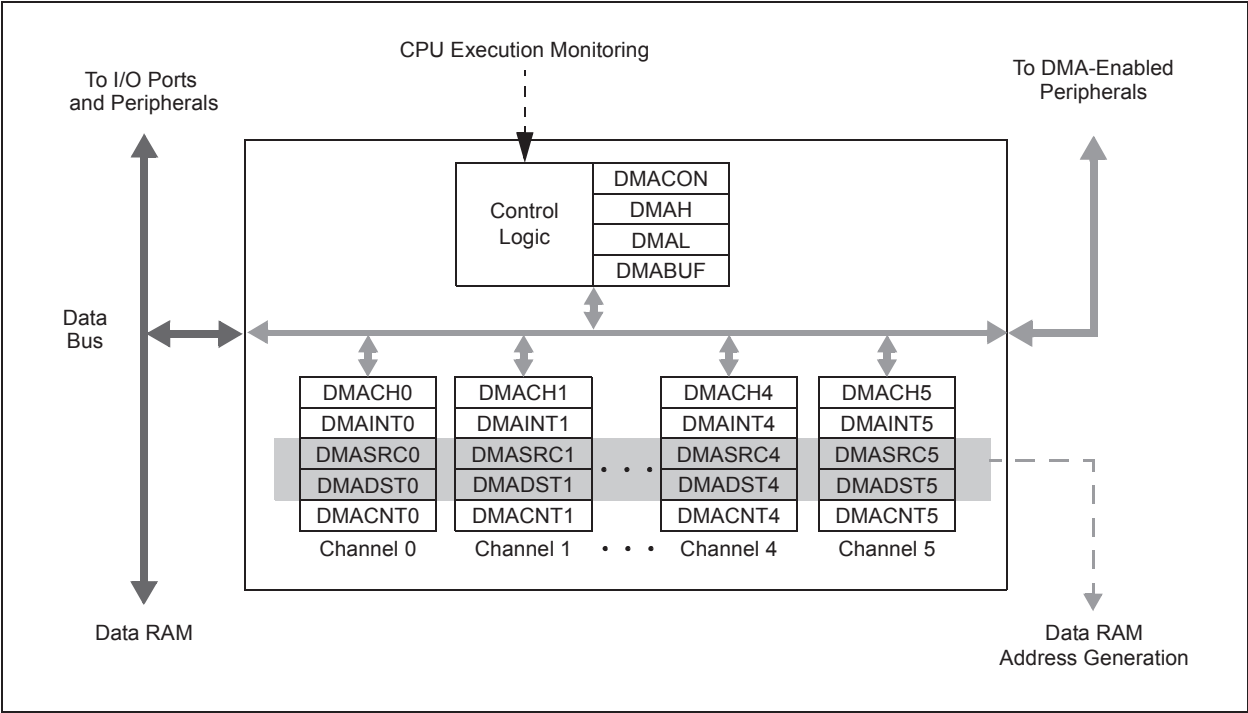 CPU Execution Monitoring
To I/O Ports
and Peripherals
To DMA-Enabled
Peripherals
Control
Logic
DMACON
DMAH
DMAL
DMABUF
Data
Bus
DMACH0
DMAINT0
DMASRC0
DMADST0
DMACNT0
Channel 0
DMACH1
DMAINT1
DMASRC1
DMADST1
DMACNT1
Channel 1
. . .
. . .
DMACH4
DMAINT4
DMASRC4
DMADST4
DMACNT4
Channel 4
DMACH5
DMAINT5
DMASRC5
DMADST5
DMACNT5
Channel 5
Data RAM
Data RAM
Address Generation